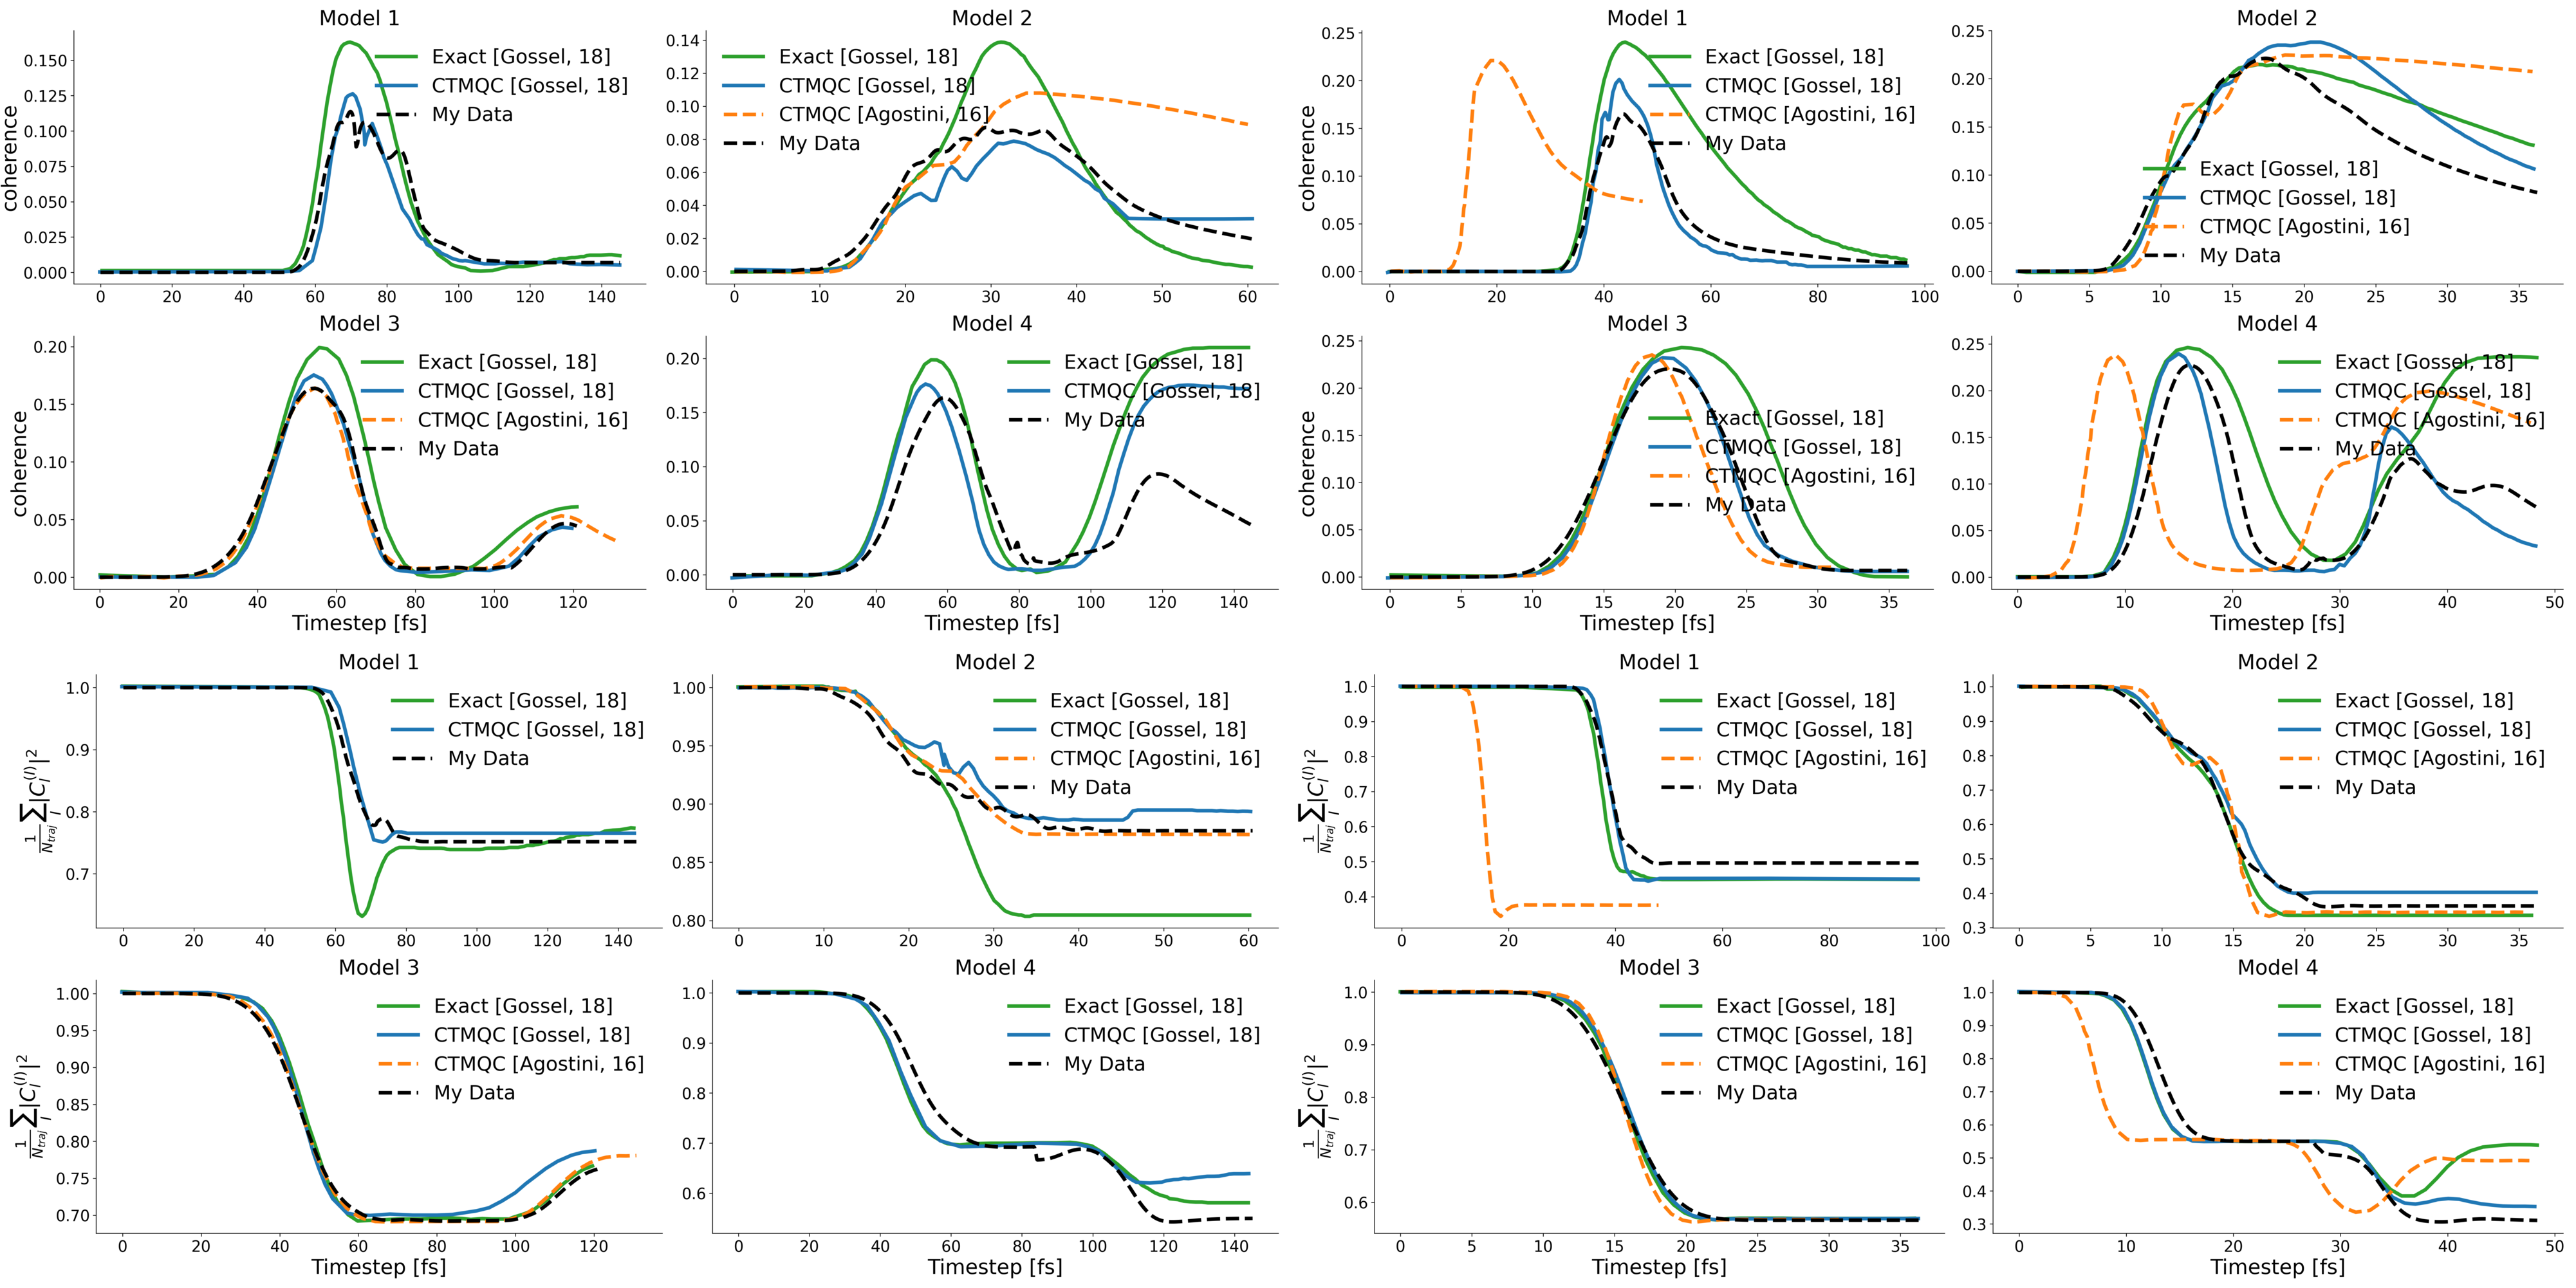 Model 1
coherence
0.150
0.125
0.100
0.075
0.050
0.025
0.000
0 20 40 60 80 100 120 140
Exact [Gossel, 18]
CTMQC [Gossel, 18]
My Data
Model 2
0.14
0.12
0.10
0.08
0.06
0.04
0.02
0.00
0 10 20 30 40 50 60
Exact [Gossel, 18]
CTMQC [Gossel, 18]
CTMQC [Agostini, 16]
My Data
Model 1
coherence
0.25
0.20
0.15
0.10
0.05
0.00
0 20 40 60 80 100
Exact [Gossel, 18]
CTMQC [Gossel, 18]
CTMQC [Agostini, 16]
My Data
Model 2
0.25
0.20
0.15
0.10
0.05
0.00
0 5 10 15 20 25 30 35
Exact [Gossel, 18]
CTMQC [Gossel, 18]
CTMQC [Agostini, 16]
My Data
Model 3
coherence
0.20
0.15
0.10
0.05
0.00
0 20 40 60 80 100 120
Timestep [fs]
Exact [Gossel, 18]
CTMQC [Gossel, 18]
CTMQC [Agostini, 16]
My Data
Model 4
0.20
0.15
0.10
0.05
0.00
0 20 40 60 80 100 120 140
Timestep [fs]
Exact [Gossel, 18]
CTMQC [Gossel, 18]
My Data
Model 3
coherence
0.25
0.20
0.15
0.10
0.05
0.00
0 5 10 15 20 25 30 35
Timestep [fs]
Exact [Gossel, 18]
CTMQC [Gossel, 18]
CTMQC [Agostini, 16]
My Data
Model 4
0.25
0.20
0.15
0.10
0.05
0.00
0 10 20 30 40 50
Timestep [fs]
Exact [Gossel, 18]
CTMQC [Gossel, 18]
CTMQC [Agostini, 16]
My Data
Model 1
1/N_traj ∑_I |C_l^(I)|^2
1.0
0.9
0.8
0.7
0 20 40 60 80 100 120 140
Exact [Gossel, 18]
CTMQC [Gossel, 18]
My Data
Model 2
1.00
0.95
0.90
0.85
0.80
0 10 20 30 40 50 60
Exact [Gossel, 18]
CTMQC [Gossel, 18]
CTMQC [Agostini, 16]
My Data
Model 1
1/N_traj ∑_I |C_l^(I)|^2
1.0
0.9
0.8
0.7
0.6
0.5
0.4
0 20 40 60 80 100
Exact [Gossel, 18]
CTMQC [Gossel, 18]
CTMQC [Agostini, 16]
My Data
Model 2
1.0
0.9
0.8
0.7
0.6
0.5
0.4
0.3
0 5 10 15 20 25 30 35
Exact [Gossel, 18]
CTMQC [Gossel, 18]
CTMQC [Agostini, 16]
My Data
Model 3
1/N_traj ∑_I |C_l^(I)|^2
1.00
0.95
0.90
0.85
0.80
0.75
0.70
0 20 40 60 80 100 120
Timestep [fs]
Exact [Gossel, 18]
CTMQC [Gossel, 18]
CTMQC [Agostini, 16]
My Data
Model 4
1.0
0.9
0.8
0.7
0.6
0 20 40 60 80 100 120 140
Timestep [fs]
Exact [Gossel, 18]
CTMQC [Gossel, 18]
My Data
Model 3
1/N_traj ∑_I |C_l^(I)|^2
1.0
0.9
0.8
0.7
0.6
0 5 10 15 20 25 30 35
Timestep [fs]
Exact [Gossel, 18]
CTMQC [Gossel, 18]
CTMQC [Agostini, 16]
My Data
Model 4
1.0
0.9
0.8
0.7
0.6
0.5
0.4
0.3
0 10 20 30 40 50
Timestep [fs]
Exact [Gossel, 18]
CTMQC [Gossel, 18]
CTMQC [Agostini, 16]
My Data